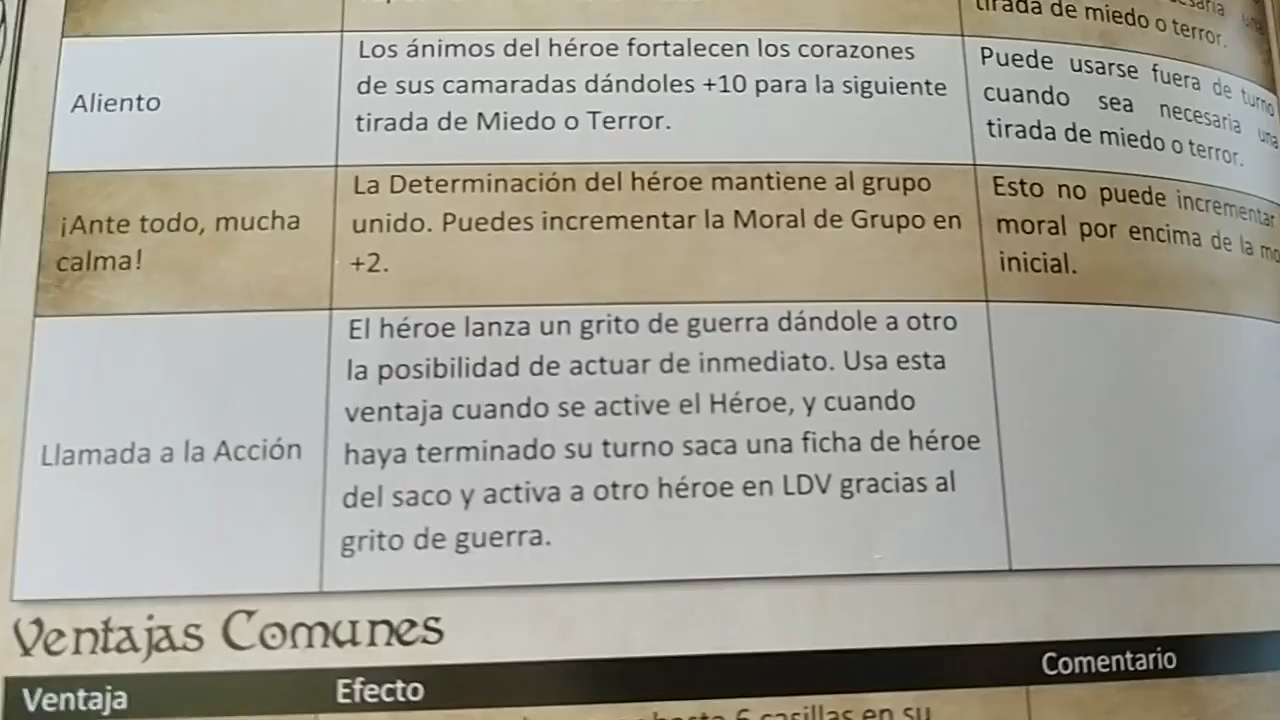 tirada de miedo o terror.
Aliento
Los ánimos del héroe fortalecen los corazones
de sus camaradas dándoles +10 para la siguiente
tirada de Miedo o Terror.
Puede usarse fuera de turno
cuando sea necesaria una
tirada de miedo o terror.
¡Ante todo, mucha
calma!
La Determinación del héroe mantiene al grupo
unido. Puedes incrementar la Moral de Grupo en
+2.
Esto no puede incrementar
moral por encima de la
inicial.
Llamada a la Acción
El héroe lanza un grito de guerra dándole a otro
la posibilidad de actuar de inmediato. Usa esta
ventaja cuando se active el Héroe, y cuando
haya terminado su turno saca una ficha de héroe
del saco y activa a otro héroe en LDV gracias al
grito de guerra.
Ventajas Comunes
Ventaja
Efecto
Comentario
6 casillas en su